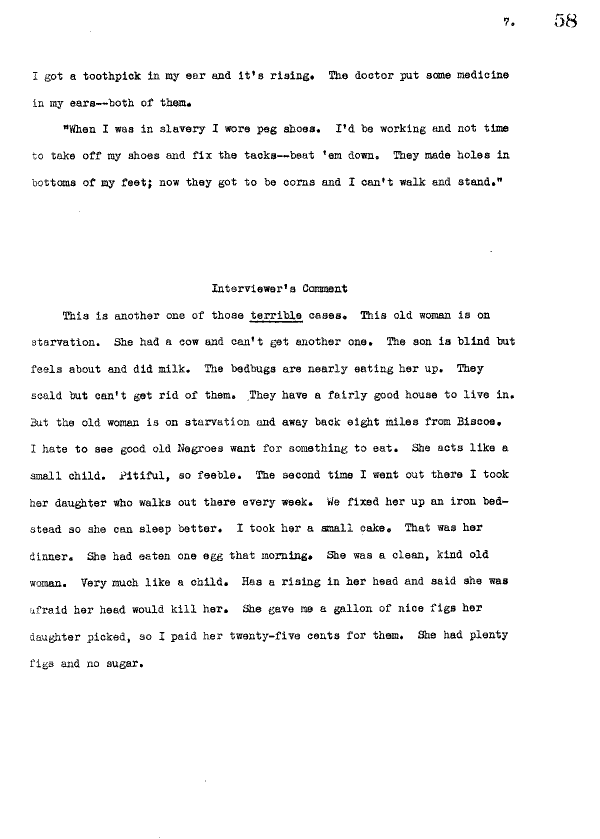 7. 58
I got a toothpick in my ear and it's rising. The doctor put some medicine
in my ears--both of them.
"When I was in slavery I wore peg shoes. I'd be working and not time
to take off my shoes and fix the tacks--beat 'em down. They made holes in
bottoms of my feet; now they got to be corns and I can't walk and stand."
Interviewer's Comment
This is another one of those terrible cases. This old woman is on
starvation. She had a cow and can't get another one. The son is blind but
feels about and did milk. The bedbugs are nearly eating her up. They
scald but can't get rid of them. They have a fairly good house to live in.
But the old woman is on starvation and away back eight miles from Biscoe.
I hate to see good old Negroes want for something to eat. She acts like a
small child. Pitiful, so feeble. The second time I went out there I took
her daughter who walks out there every week. We fixed her up an iron bed-
stead so she can sleep better. I took her a small cake. That was her
dinner. She had eaten one egg that morning. She was a clean, kind old
woman. Very much like a child. Has a rising in her head and said she was
afraid her head would kill her. She gave me a gallon of nice figs her
daughter picked, so I paid her twenty-five cents for them. She had plenty
figs and no sugar.